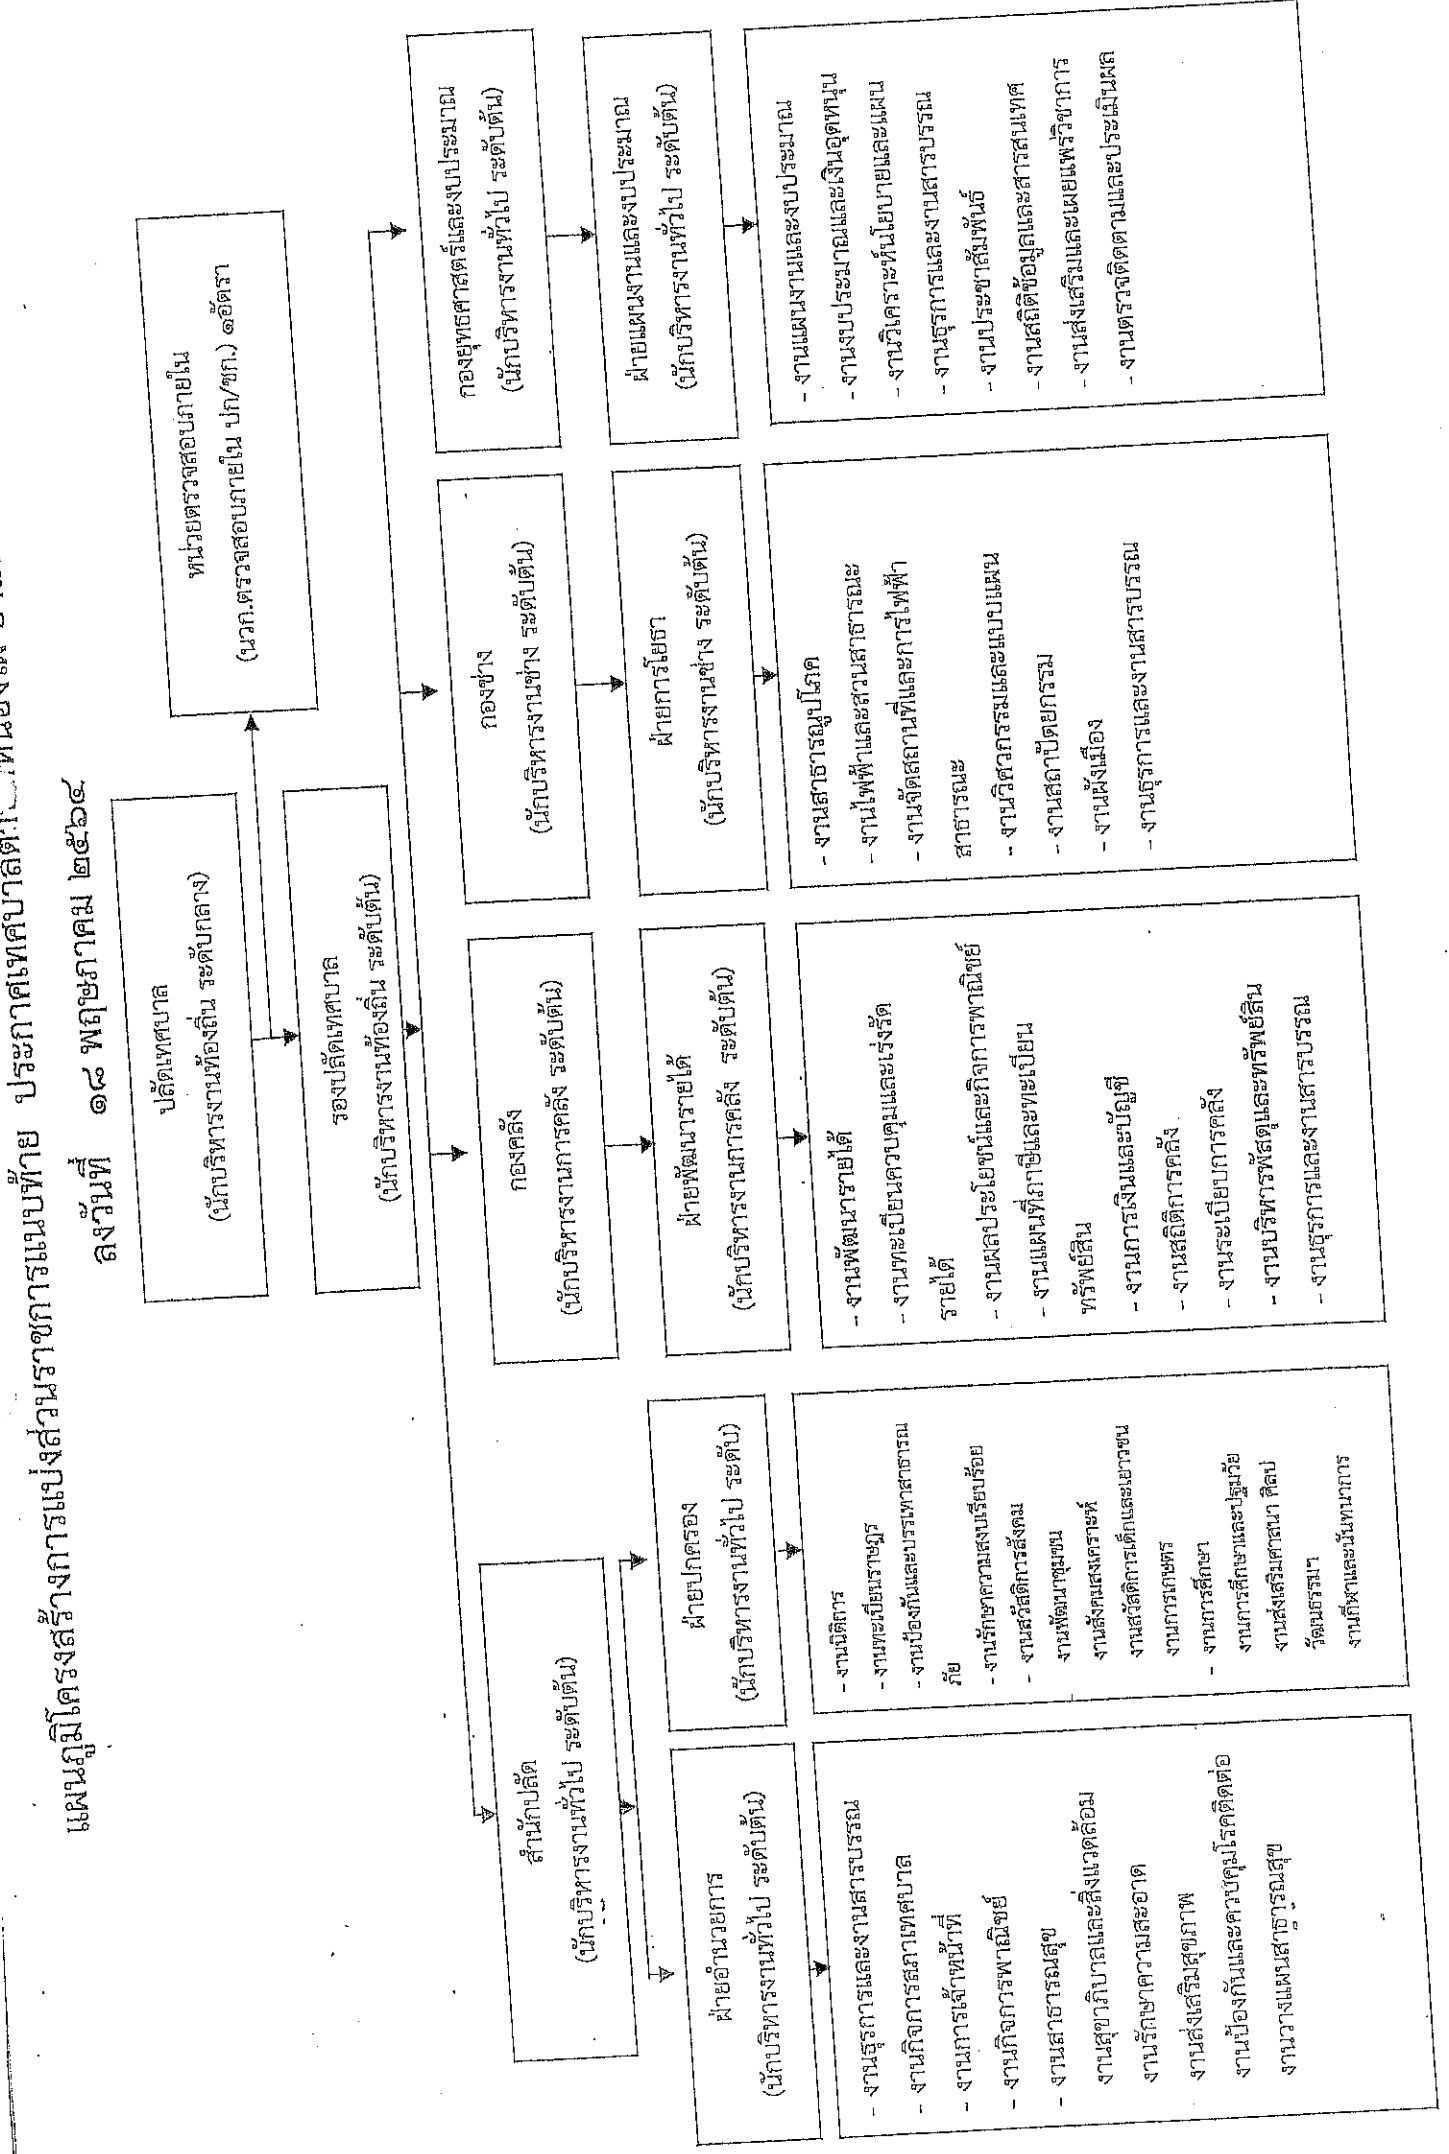 แผนภูมิโครงสร้างการแบ่งส่วนราชการแนบท้าย ประกาศเทศบาลตำบล
ลงวันที่ ๑๘ พฤษภาคม ๒๕๖๔
ปลัดเทศบาล
(นักบริหารงานท้องถิ่น ระดับกลาง)
หน่วยตรวจสอบภายใน
(นวก.ตรวจสอบภายใน ปก/ชก.) ๑อัตรา
รองปลัดเทศบาล
(นักบริหารงานท้องถิ่น ระดับต้น)
สำนักปลัด
(นักบริหารงานทั่วไป ระดับต้น)
กองคลัง
(นักบริหารงานการคลัง ระดับต้น)
กองช่าง
(นักบริหารงานช่าง ระดับต้น)
กองยุทธศาสตร์และงบประมาณ
(นักบริหารงานทั่วไป ระดับต้น)
ฝ่ายอำนวยการ
(นักบริหารงานทั่วไป ระดับต้น)
ฝ่ายปกครอง
(นักบริหารงานทั่วไป ระดับ)
ฝ่ายพัฒนารายได้
(นักบริหารงานการคลัง ระดับต้น)
ฝ่ายการโยธา
(นักบริหารงานช่าง ระดับต้น)
ฝ่ายแผนงานและงบประมาณ
(นักบริหารงานทั่วไป ระดับต้น)
- งานธุรการและงานสารบรรณ
- งานกิจการสภาเทศบาล
- งานการเจ้าหน้าที่
- งานกิจการพาณิชย์
- งานสาธารณสุข
งานสุขาภิบาลและสิ่งแวดล้อม
งานรักษาความสะอาด
งานส่งเสริมสุขภาพ
งานป้องกันและควบคุมโรคติดต่อ
งานวางแผนสาธารณสุข
- งานนิติการ
- งานทะเบียนราษฎร
- งานป้องกันและบรรเทาสาธารณ
ภัย
- งานรักษาความสงบเรียบร้อย
- งานสวัสดิการสังคม
งานพัฒนาชุมชน
งานสังคมสงเคราะห์
งานสวัสดิการเด็กและเยาวชน
งานการเกษตร
- งานการศึกษา
งานการศึกษาและปฐมวัย
งานส่งเสริมศาสนา ศิลป
วัฒนธรรมฯ
งานกีฬาและนันทนาการ
- งานพัฒนารายได้
- งานทะเบียนควบคุมและเร่งรัด
รายได้
- งานผลประโยชน์และกิจการพาณิชย์
- งานแผนที่ภาษีและทะเบียน
ทรัพย์สิน
- งานการเงินและบัญชี
- งานสถิติการคลัง
- งานระเบียบการคลัง
- งานบริหารพัสดุและทรัพย์สิน
- งานธุรการและงานสารบรรณ
- งานสาธารณูปโภค
- งานไฟฟ้าและสวนสาธารณะ
- งานจัดสถานที่และการไฟฟ้า
สาธารณะ
- งานวิศวกรรมและแบบแผน
- งานสถาปัตยกรรม
- งานผังเมือง
- งานธุรการและงานสารบรรณ
- งานแผนงานและงบประมาณ
- งานงบประมาณและเงินอุดหนุน
- งานวิเคราะห์นโยบายและแผน
- งานธุรการและงานสารบรรณ
- งานประชาสัมพันธ์
- งานสถิติข้อมูลและสารสนเทศ
- งานส่งเสริมและเผยแพร่วิชาการ
- งานตรวจติดตามและประเมินผล